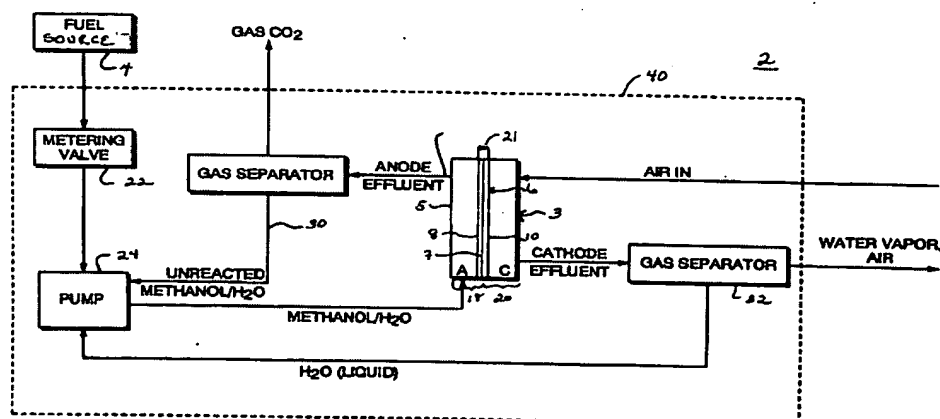 FUEL
SOURCE
4
GAS CO2
2
40
METERING
VALVE
22
GAS SEPARATOR
ANODE
EFFLUENT
21
6
AIR IN
5
3
8
10
30
7
CATHODE
EFFLUENT
GAS SEPARATOR
32
WATER VAPOR,
AIR
24
PUMP
UNREACTED
METHANOL/H2O
A
C
18
20
METHANOL/H2O
H2O (LIQUID)